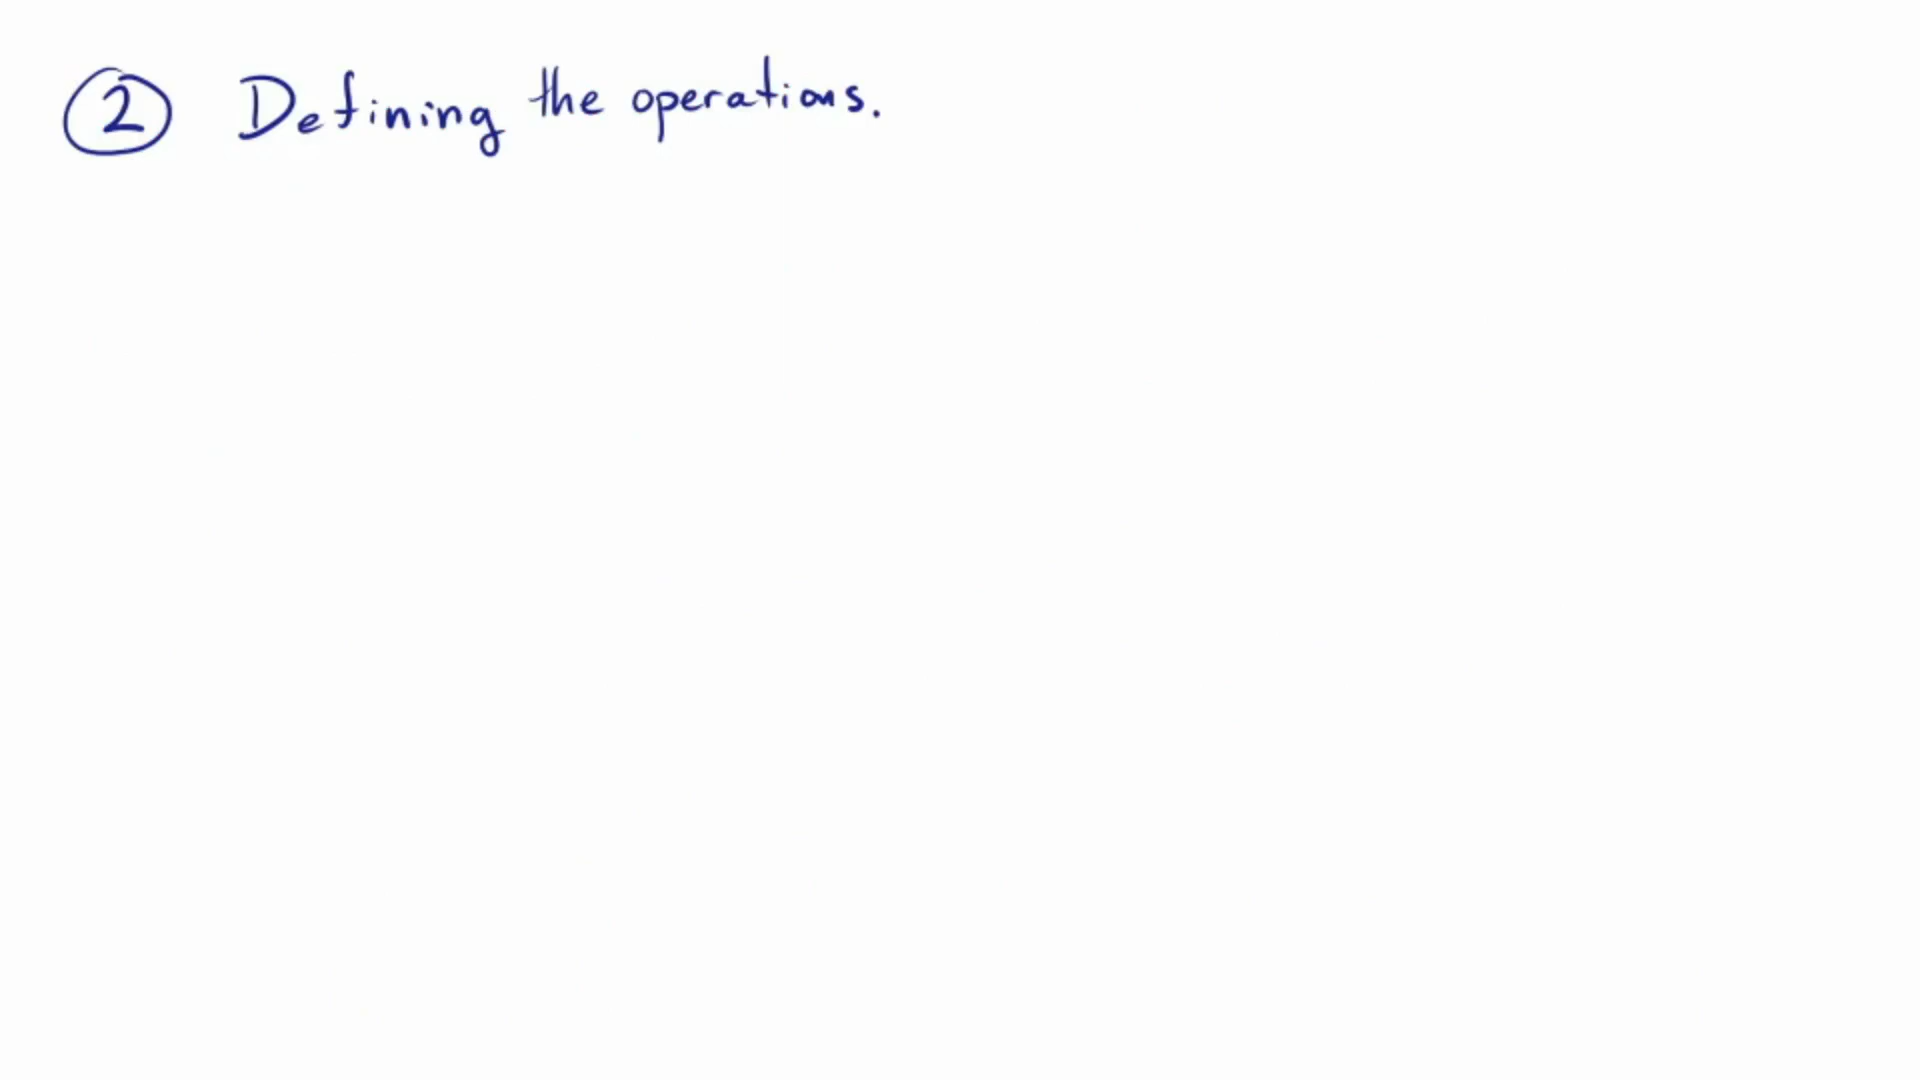 ② Defining the operations.